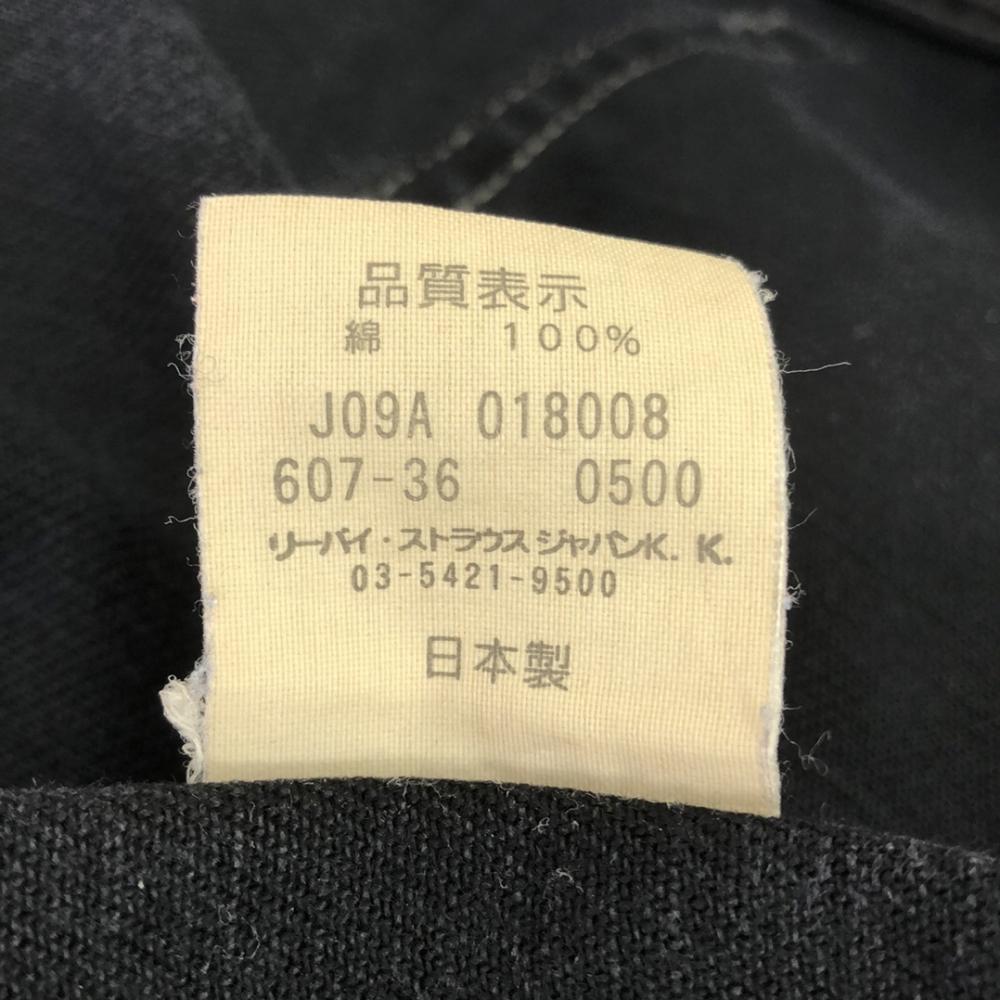 品質表示
綿 100%
J09A 018008
607-36 0500
リーバイ・ストラウス ジャパンK. K.
03-5421-9500
日本製